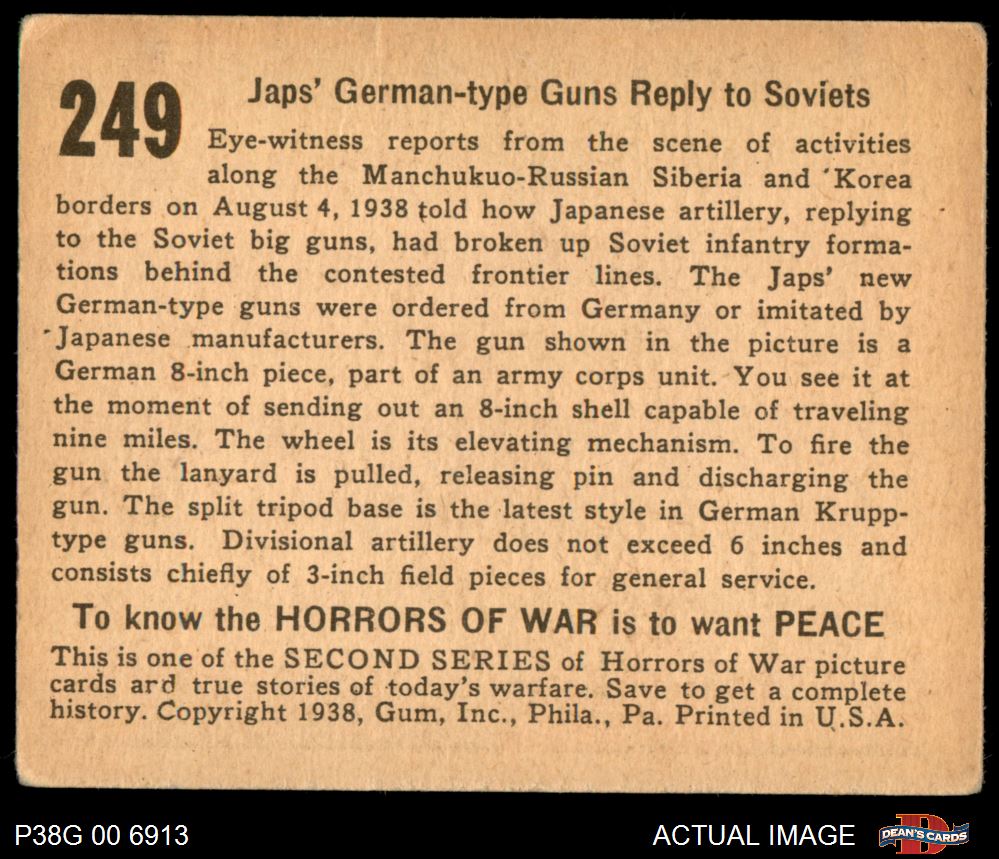 249
Japs' German-type Guns Reply to Soviets
Eye-witness reports from the scene of activities
along the Manchukuo-Russian Siberia and Korea
borders on August 4, 1938 told how Japanese artillery, replying
to the Soviet big guns, had broken up Soviet infantry forma-
tions behind the contested frontier lines. The Japs' new
German-type guns were ordered from Germany or imitated by
Japanese manufacturers. The gun shown in the picture is a
German 8-inch piece, part of an army corps unit. You see it at
the moment of sending out an 8-inch shell capable of traveling
nine miles. The wheel is its elevating mechanism. To fire the
gun the lanyard is pulled, releasing pin and discharging the
gun. The split tripod base is the latest style in German Krupp-
type guns. Divisional artillery does not exceed 6 inches and
consists chiefly of 3-inch field pieces for general service.
To know the HORRORS OF WAR is to want PEACE
This is one of the SECOND SERIES of Horrors of War picture
cards ard true stories of today's warfare. Save to get a complete
history. Copyright 1938, Gum, Inc., Phila., Pa. Printed in U.S.A.
P38G 00 6913
ACTUAL IMAGE
D
DEAN'S CARDS